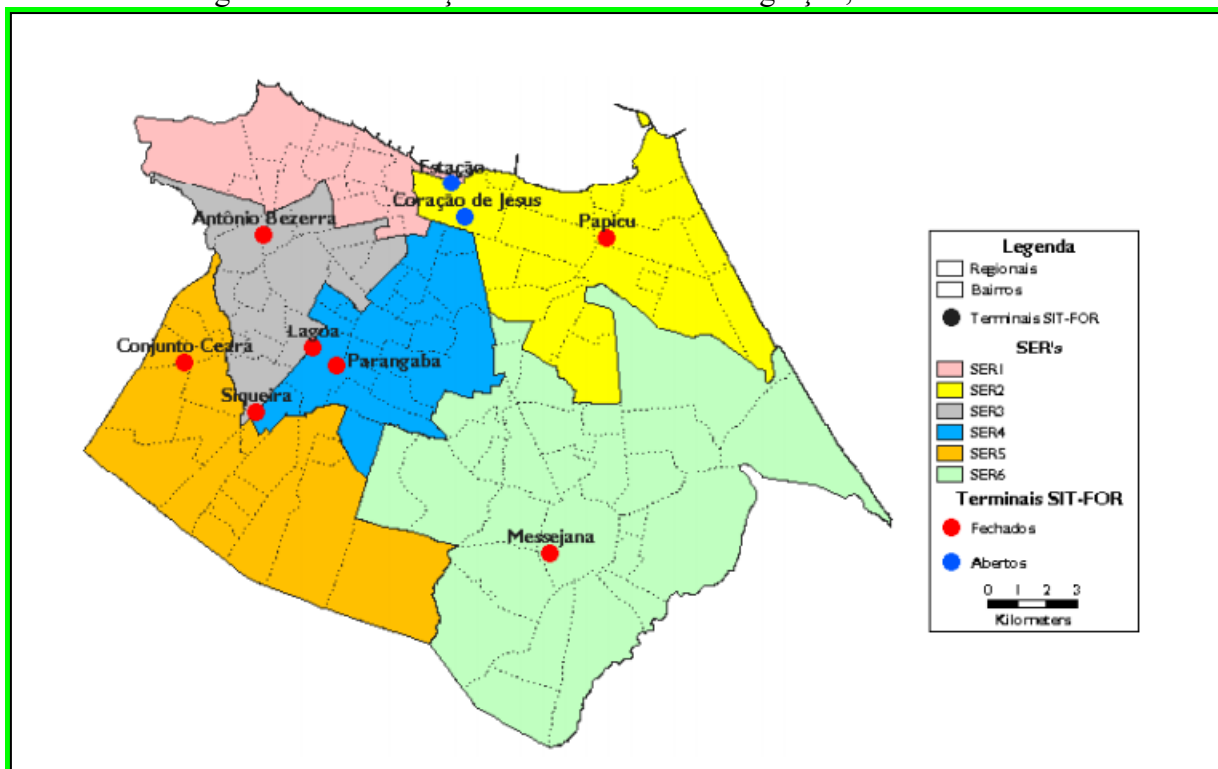 Estação
Coração de Jesus
Antônio Bezerra
Papicu
Lagoa
Conjunto Ceará
Parangaba
Siqueira
Messejana
Legenda
Regionais
Bairros
Terminais SIT-FOR
SER's
SER1
SER2
SER3
SER4
SER5
SER6
Terminais SIT-FOR
Fechados
Abertos
0 1 2 3
Kilometers